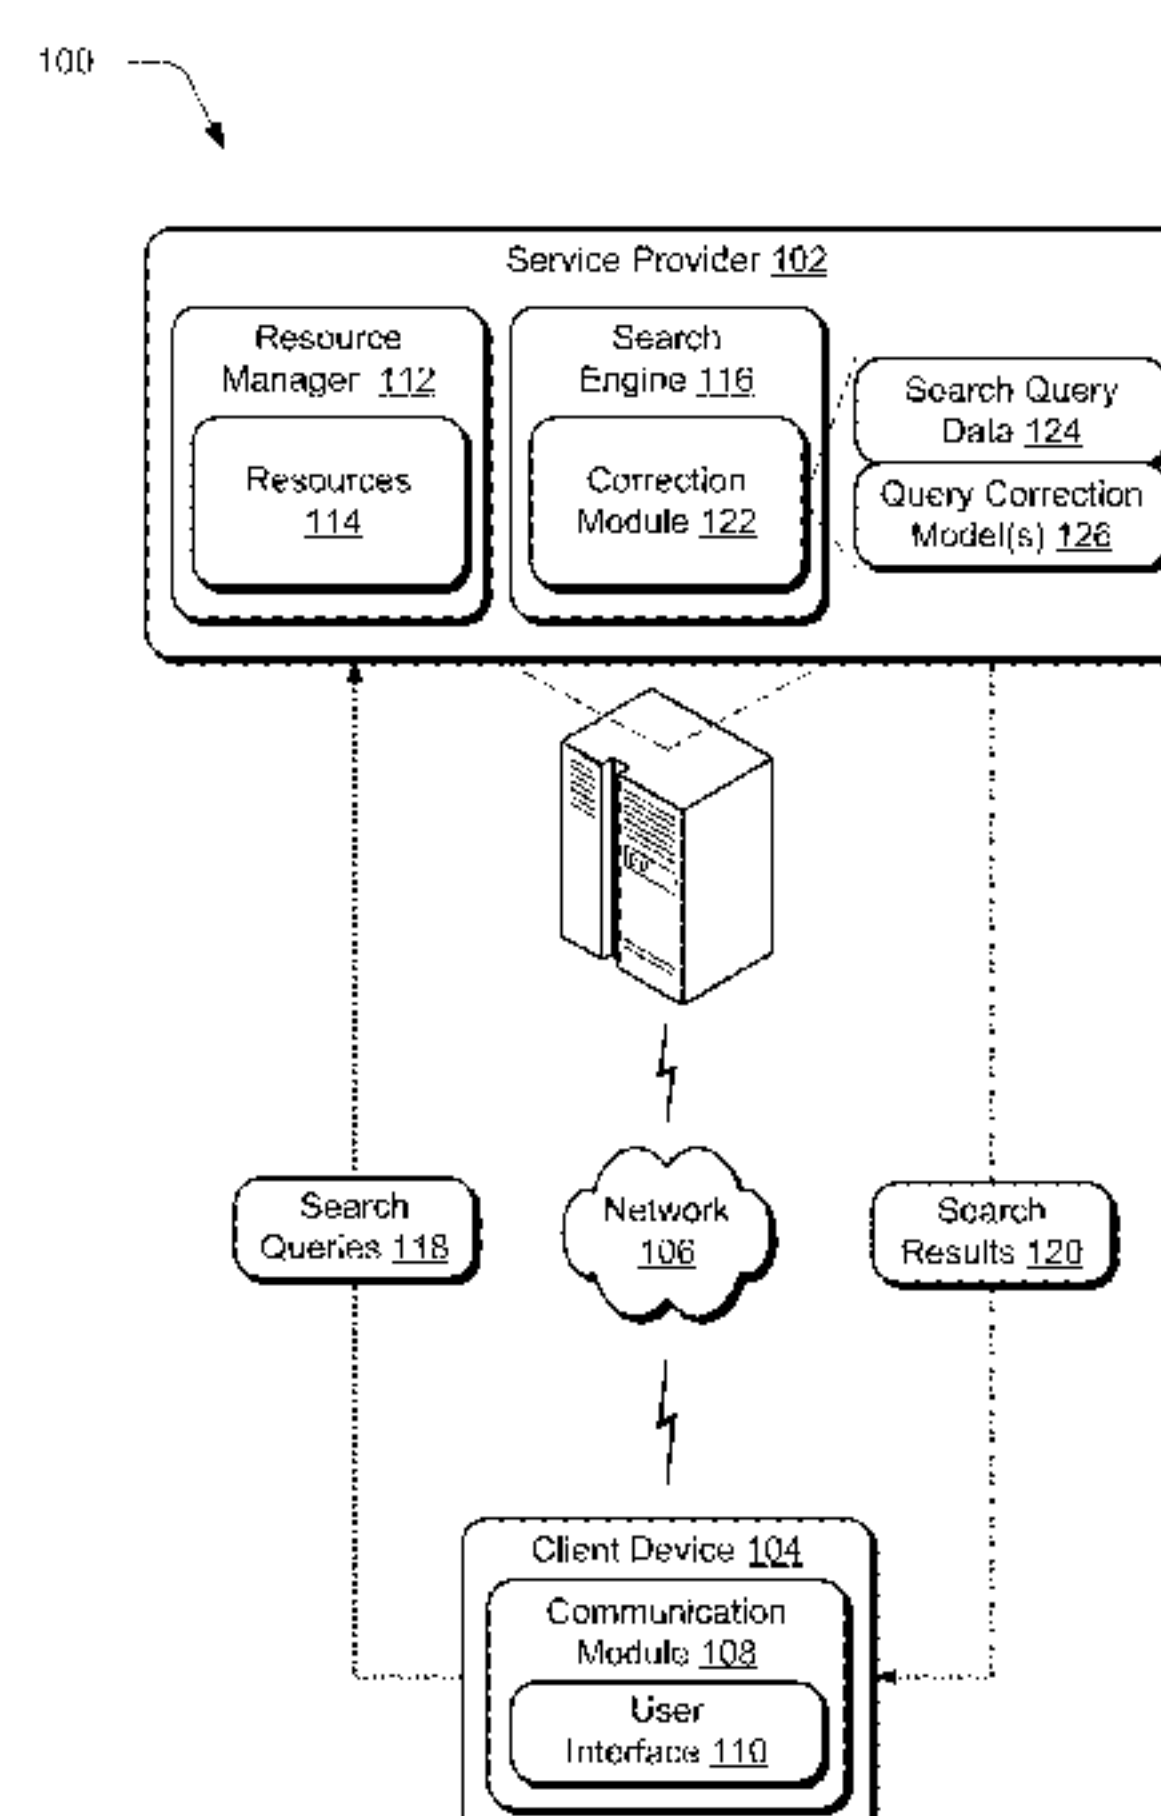 100
Service Provider 102
Resource
Manager 112
Resources
114
Search
Engine 116
Correction
Module 122
Search Query
Data 124
Query Correction
Model(s) 126
Search
Queries 118
Network
106
Search
Results 120
Client Device 104
Communication
Module 108
User
Interface 110